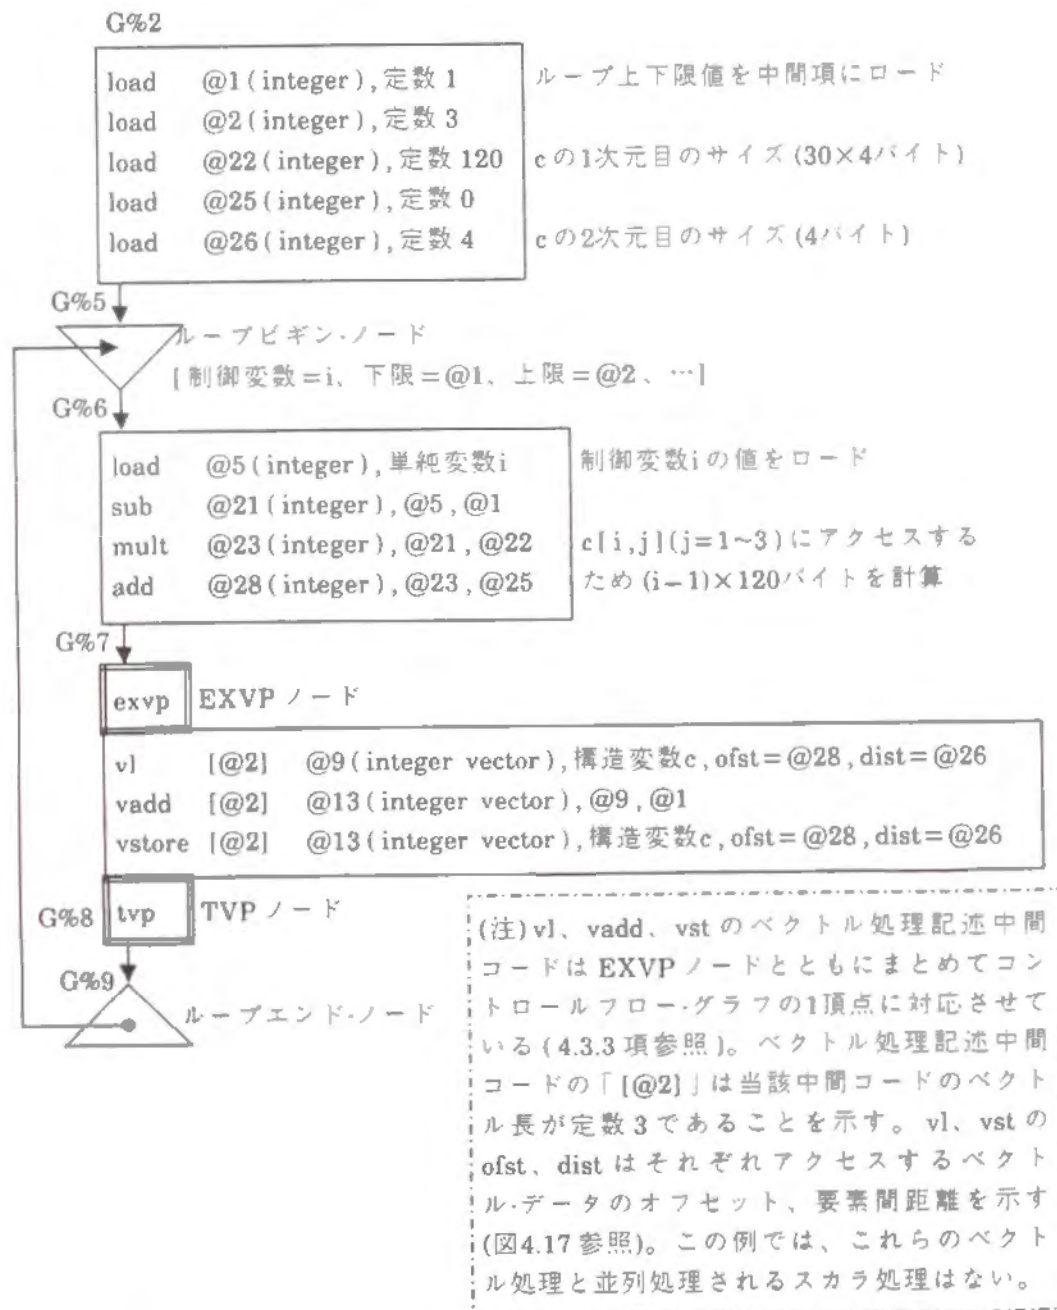 G%2
load @1(integer),定数 1 ループ上下限値を中間項にロード
load @2(integer),定数 3
load @22(integer),定数 120 cの1次元目のサイズ(30×4バイト)
load @25(integer),定数 0
load @26(integer),定数 4 cの2次元目のサイズ(4バイト)
G%5
ループビギン・ノード
[制御変数=i、下限=@1、上限=@2、…]
G%6
load @5(integer),単純変数i 制御変数iの値をロード
sub @21(integer),@5,@1
mult @23(integer),@21,@22 c[i,j](j=1~3)にアクセスする
add @28(integer),@23,@25 ため(i-1)×120バイトを計算
G%7
exvp EXVPノード
vl [@2] @9(integer vector),構造変数c,ofst=@28,dist=@26
vadd [@2] @13(integer vector),@9,@1
vstore [@2] @13(integer vector),構造変数c,ofst=@28,dist=@26
G%8 tvp TVPノード
G%9
ループエンド・ノード
(注)vl、vadd、vstのベクトル処理記述中間
コードはEXVPノードとともにまとめてコン
トロールフロー・グラフの1頂点に対応させて
いる(4.3.3項参照)。ベクトル処理記述中間
コードの「[@2]」は当該中間コードのベクト
ル長が定数3であることを示す。vl、vstの
ofst、distはそれぞれアクセスするベクト
ル・データのオフセット、要素間距離を示す
(図4.17参照)。この例では、これらのベクト
ル処理と並列処理されるスカラ処理はない。